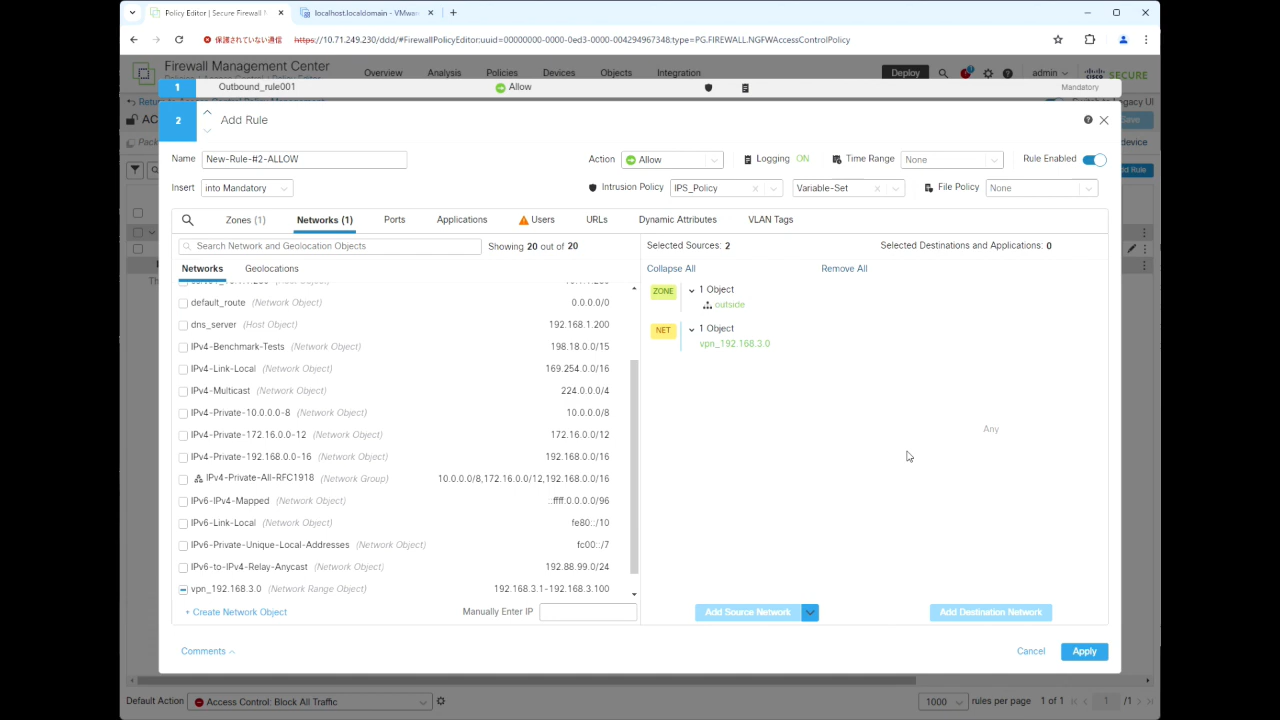 Policy Editor | Secure Firewall M
localhost.localdomain - VMwar
保護されていない通信
https://10.71.249.230/ddd/#FirewallPolicyEditor:uuid=00000000-0000-0ed3-0000-004294967348;type=PG.FIREWALL.NGFWAccessControlPolicy
Firewall Management Center
Overview
Analysis
Policies
Devices
Objects
Integration
Deploy
admin
SECURE
1
Outbound_rule001
Allow
Mandatory
2
Add Rule
Name
New-Rule-#2-ALLOW
Action
Allow
Logging ON
Time Range
None
Rule Enabled
Insert
into Mandatory
Intrusion Policy
IPS_Policy
Variable-Set
File Policy
None
Zones (1)
Networks (1)
Ports
Applications
Users
URLs
Dynamic Attributes
VLAN Tags
Search Network and Geolocation Objects
Showing 20 out of 20
Selected Sources: 2
Selected Destinations and Applications: 0
Networks
Geolocations
Collapse All
Remove All
ZONE
1 Object
outside
NET
1 Object
vpn_192.168.3.0
Any
default_route (Network Object) 0.0.0.0/0
dns_server (Host Object) 192.168.1.200
IPv4-Benchmark-Tests (Network Object) 198.18.0.0/15
IPv4-Link-Local (Network Object) 169.254.0.0/16
IPv4-Multicast (Network Object) 224.0.0.0/4
IPv4-Private-10.0.0.0-8 (Network Object) 10.0.0.0/8
IPv4-Private-172.16.0.0-12 (Network Object) 172.16.0.0/12
IPv4-Private-192.168.0.0-16 (Network Object) 192.168.0.0/16
IPv4-Private-All-RFC1918 (Network Group) 10.0.0.0/8,172.16.0.0/12,192.168.0.0/16
IPv6-IPv4-Mapped (Network Object) ::ffff:0.0.0.0/96
IPv6-Link-Local (Network Object) fe80::/10
IPv6-Private-Unique-Local-Addresses (Network Object) fc00::/7
IPv6-to-IPv4-Relay-Anycast (Network Object) 192.88.99.0/24
vpn_192.168.3.0 (Network Range Object) 192.168.3.1-192.168.3.100
+ Create Network Object
Manually Enter IP
Add Source Network
Add Destination Network
Comments
Cancel
Apply
Default Action
Access Control: Block All Traffic
1000
rules per page
1 of 1
1
/1